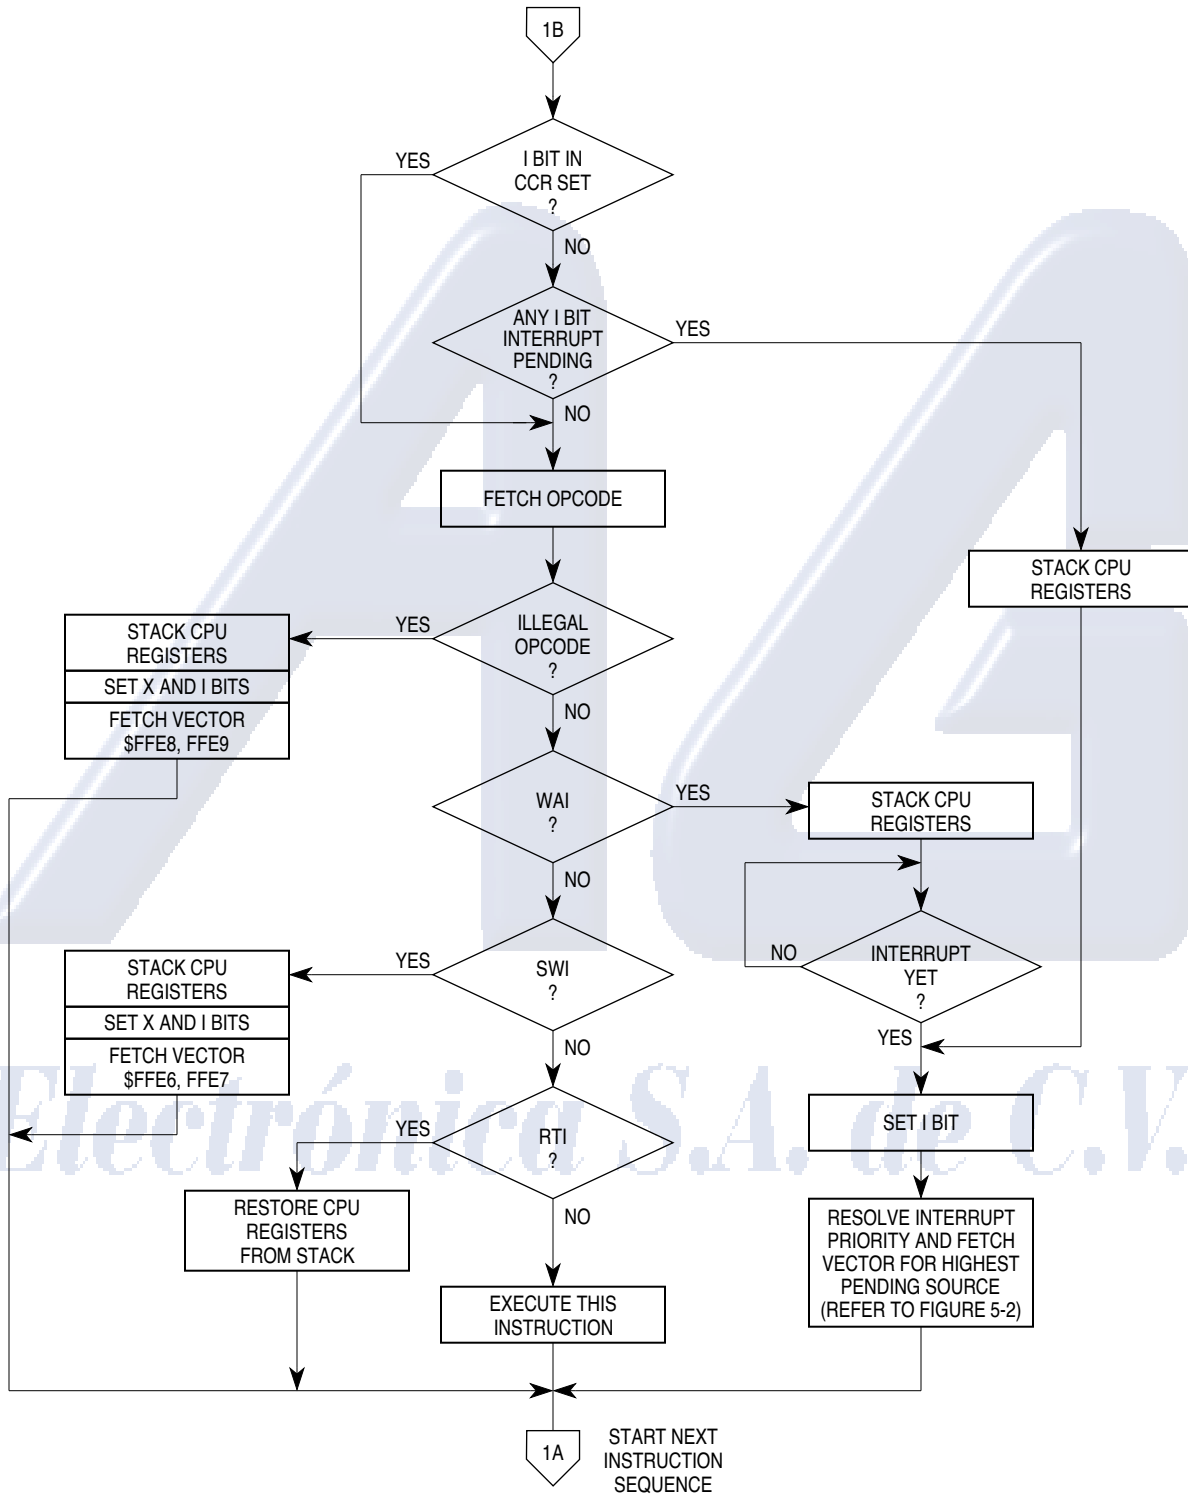 1B
I BIT IN
CCR SET
?
YES
NO
ANY I BIT
INTERRUPT
PENDING
?
YES
NO
FETCH OPCODE
STACK CPU
REGISTERS
ILLEGAL
OPCODE
?
YES
NO
STACK CPU
REGISTERS
SET X AND I BITS
FETCH VECTOR
$FFE8, FFE9
WAI
?
YES
NO
STACK CPU
REGISTERS
INTERRUPT
YET
?
NO
YES
SWI
?
YES
NO
STACK CPU
REGISTERS
SET X AND I BITS
FETCH VECTOR
$FFE6, FFE7
SET I BIT
RTI
?
YES
NO
RESTORE CPU
REGISTERS
FROM STACK
RESOLVE INTERRUPT
PRIORITY AND FETCH
VECTOR FOR HIGHEST
PENDING SOURCE
(REFER TO FIGURE 5-2)
EXECUTE THIS
INSTRUCTION
1A
START NEXT
INSTRUCTION
SEQUENCE
AG
Electrónica S.A. de C.V.